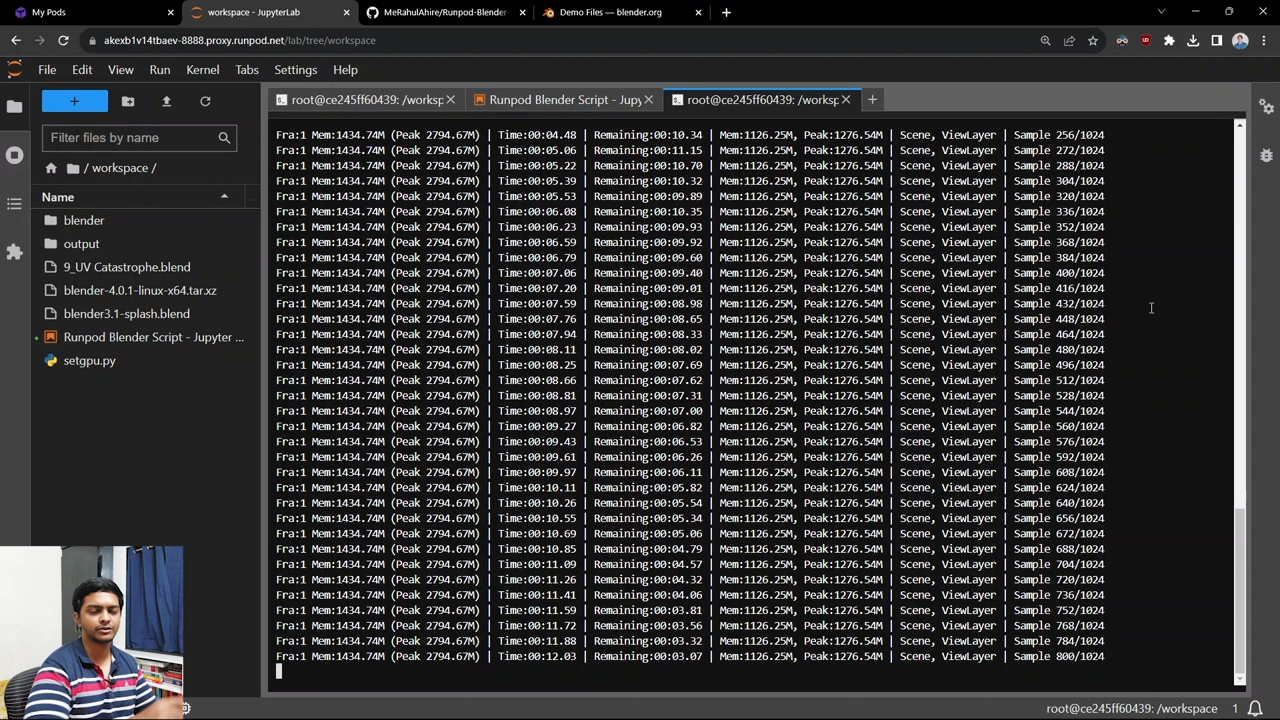 My Pods
workspace - JupyterLab
MeRahulAhire/Runpod-Blender-
Demo Files — blender.org
akexb1v14tbaev-8888.proxy.runpod.net/lab/tree/workspace
File Edit View Run Kernel Tabs Settings Help
root@ce245ff60439: /worksp
Runpod Blender Script - Jupy
root@ce245ff60439: /worksp
Filter files by name
/ workspace /
Name
blender
output
9_UV Catastrophe.blend
blender-4.0.1-linux-x64.tar.xz
blender3.1-splash.blend
Runpod Blender Script - Jupyter ...
setgpu.py
Fra:1 Mem:1434.74M (Peak 2794.67M) | Time:00:04.48 | Remaining:00:10.34 | Mem:1126.25M, Peak:1276.54M | Scene, ViewLayer | Sample 256/1024
Fra:1 Mem:1434.74M (Peak 2794.67M) | Time:00:05.06 | Remaining:00:11.15 | Mem:1126.25M, Peak:1276.54M | Scene, ViewLayer | Sample 272/1024
Fra:1 Mem:1434.74M (Peak 2794.67M) | Time:00:05.22 | Remaining:00:10.70 | Mem:1126.25M, Peak:1276.54M | Scene, ViewLayer | Sample 288/1024
Fra:1 Mem:1434.74M (Peak 2794.67M) | Time:00:05.39 | Remaining:00:10.32 | Mem:1126.25M, Peak:1276.54M | Scene, ViewLayer | Sample 304/1024
Fra:1 Mem:1434.74M (Peak 2794.67M) | Time:00:05.53 | Remaining:00:09.89 | Mem:1126.25M, Peak:1276.54M | Scene, ViewLayer | Sample 320/1024
Fra:1 Mem:1434.74M (Peak 2794.67M) | Time:00:06.08 | Remaining:00:10.35 | Mem:1126.25M, Peak:1276.54M | Scene, ViewLayer | Sample 336/1024
Fra:1 Mem:1434.74M (Peak 2794.67M) | Time:00:06.23 | Remaining:00:09.93 | Mem:1126.25M, Peak:1276.54M | Scene, ViewLayer | Sample 352/1024
Fra:1 Mem:1434.74M (Peak 2794.67M) | Time:00:06.59 | Remaining:00:09.92 | Mem:1126.25M, Peak:1276.54M | Scene, ViewLayer | Sample 368/1024
Fra:1 Mem:1434.74M (Peak 2794.67M) | Time:00:06.79 | Remaining:00:09.60 | Mem:1126.25M, Peak:1276.54M | Scene, ViewLayer | Sample 384/1024
Fra:1 Mem:1434.74M (Peak 2794.67M) | Time:00:07.06 | Remaining:00:09.40 | Mem:1126.25M, Peak:1276.54M | Scene, ViewLayer | Sample 400/1024
Fra:1 Mem:1434.74M (Peak 2794.67M) | Time:00:07.20 | Remaining:00:09.01 | Mem:1126.25M, Peak:1276.54M | Scene, ViewLayer | Sample 416/1024
Fra:1 Mem:1434.74M (Peak 2794.67M) | Time:00:07.59 | Remaining:00:08.98 | Mem:1126.25M, Peak:1276.54M | Scene, ViewLayer | Sample 432/1024
Fra:1 Mem:1434.74M (Peak 2794.67M) | Time:00:07.76 | Remaining:00:08.65 | Mem:1126.25M, Peak:1276.54M | Scene, ViewLayer | Sample 448/1024
Fra:1 Mem:1434.74M (Peak 2794.67M) | Time:00:07.94 | Remaining:00:08.33 | Mem:1126.25M, Peak:1276.54M | Scene, ViewLayer | Sample 464/1024
Fra:1 Mem:1434.74M (Peak 2794.67M) | Time:00:08.11 | Remaining:00:08.02 | Mem:1126.25M, Peak:1276.54M | Scene, ViewLayer | Sample 480/1024
Fra:1 Mem:1434.74M (Peak 2794.67M) | Time:00:08.25 | Remaining:00:07.69 | Mem:1126.25M, Peak:1276.54M | Scene, ViewLayer | Sample 496/1024
Fra:1 Mem:1434.74M (Peak 2794.67M) | Time:00:08.66 | Remaining:00:07.62 | Mem:1126.25M, Peak:1276.54M | Scene, ViewLayer | Sample 512/1024
Fra:1 Mem:1434.74M (Peak 2794.67M) | Time:00:08.81 | Remaining:00:07.31 | Mem:1126.25M, Peak:1276.54M | Scene, ViewLayer | Sample 528/1024
Fra:1 Mem:1434.74M (Peak 2794.67M) | Time:00:08.97 | Remaining:00:07.00 | Mem:1126.25M, Peak:1276.54M | Scene, ViewLayer | Sample 544/1024
Fra:1 Mem:1434.74M (Peak 2794.67M) | Time:00:09.27 | Remaining:00:06.82 | Mem:1126.25M, Peak:1276.54M | Scene, ViewLayer | Sample 560/1024
Fra:1 Mem:1434.74M (Peak 2794.67M) | Time:00:09.43 | Remaining:00:06.53 | Mem:1126.25M, Peak:1276.54M | Scene, ViewLayer | Sample 576/1024
Fra:1 Mem:1434.74M (Peak 2794.67M) | Time:00:09.61 | Remaining:00:06.26 | Mem:1126.25M, Peak:1276.54M | Scene, ViewLayer | Sample 592/1024
Fra:1 Mem:1434.74M (Peak 2794.67M) | Time:00:09.97 | Remaining:00:06.11 | Mem:1126.25M, Peak:1276.54M | Scene, ViewLayer | Sample 608/1024
Fra:1 Mem:1434.74M (Peak 2794.67M) | Time:00:10.11 | Remaining:00:05.82 | Mem:1126.25M, Peak:1276.54M | Scene, ViewLayer | Sample 624/1024
Fra:1 Mem:1434.74M (Peak 2794.67M) | Time:00:10.26 | Remaining:00:05.54 | Mem:1126.25M, Peak:1276.54M | Scene, ViewLayer | Sample 640/1024
Fra:1 Mem:1434.74M (Peak 2794.67M) | Time:00:10.55 | Remaining:00:05.34 | Mem:1126.25M, Peak:1276.54M | Scene, ViewLayer | Sample 656/1024
Fra:1 Mem:1434.74M (Peak 2794.67M) | Time:00:10.69 | Remaining:00:05.06 | Mem:1126.25M, Peak:1276.54M | Scene, ViewLayer | Sample 672/1024
Fra:1 Mem:1434.74M (Peak 2794.67M) | Time:00:10.85 | Remaining:00:04.79 | Mem:1126.25M, Peak:1276.54M | Scene, ViewLayer | Sample 688/1024
Fra:1 Mem:1434.74M (Peak 2794.67M) | Time:00:11.09 | Remaining:00:04.57 | Mem:1126.25M, Peak:1276.54M | Scene, ViewLayer | Sample 704/1024
Fra:1 Mem:1434.74M (Peak 2794.67M) | Time:00:11.26 | Remaining:00:04.32 | Mem:1126.25M, Peak:1276.54M | Scene, ViewLayer | Sample 720/1024
Fra:1 Mem:1434.74M (Peak 2794.67M) | Time:00:11.41 | Remaining:00:04.06 | Mem:1126.25M, Peak:1276.54M | Scene, ViewLayer | Sample 736/1024
Fra:1 Mem:1434.74M (Peak 2794.67M) | Time:00:11.59 | Remaining:00:03.81 | Mem:1126.25M, Peak:1276.54M | Scene, ViewLayer | Sample 752/1024
Fra:1 Mem:1434.74M (Peak 2794.67M) | Time:00:11.72 | Remaining:00:03.56 | Mem:1126.25M, Peak:1276.54M | Scene, ViewLayer | Sample 768/1024
Fra:1 Mem:1434.74M (Peak 2794.67M) | Time:00:11.88 | Remaining:00:03.32 | Mem:1126.25M, Peak:1276.54M | Scene, ViewLayer | Sample 784/1024
Fra:1 Mem:1434.74M (Peak 2794.67M) | Time:00:12.03 | Remaining:00:03.07 | Mem:1126.25M, Peak:1276.54M | Scene, ViewLayer | Sample 800/1024
root@ce245ff60439: /workspace 1